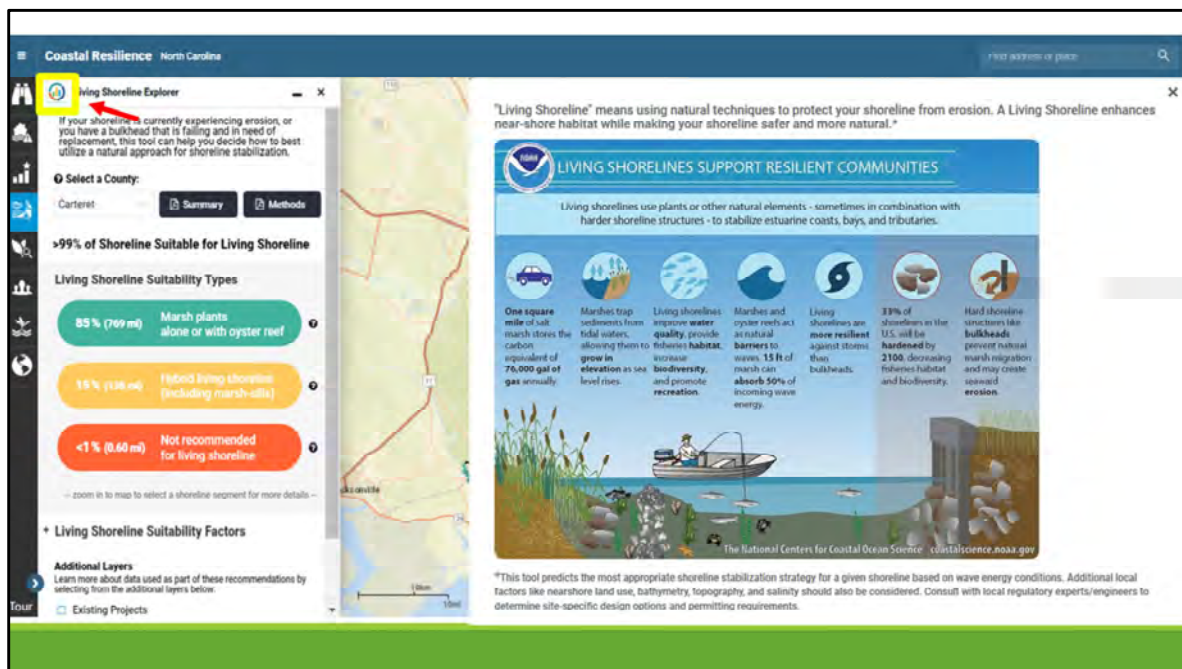 Coastal Resilience North Carolina
Find address or place
Living Shoreline Explorer
If your shoreline is currently experiencing erosion, or
you have a bulkhead that is failing and in need of
replacement, this tool can help you decide how to best
utilize a natural approach for shoreline stabilization.
Select a County:
Carteret Summary Methods
>99% of Shoreline Suitable for Living Shoreline
Living Shoreline Suitability Types
85% (769 mi) Marsh plants
alone or with oyster reef
15% (136 mi) Hybrid living shoreline
(including marsh-sills)
<1% (0.60 mi) Not recommended
for living shoreline
-- zoom in to map to select a shoreline segment for more details --
+ Living Shoreline Suitability Factors
Additional Layers
Learn more about data used as part of these recommendations by
selecting from the additional layers below.
Existing Projects
Tour
17
10km
10mi
"Living Shoreline" means using natural techniques to protect your shoreline from erosion. A Living Shoreline enhances
near-shore habitat while making your shoreline safer and more natural.*
NOAA
LIVING SHORELINES SUPPORT RESILIENT COMMUNITIES
Living shorelines use plants or other natural elements - sometimes in combination with
harder shoreline structures - to stabilize estuarine coasts, bays, and tributaries.
One square
mile of salt
marsh stores the
carbon
equivalent of
76,000 gal of
gas annually.
Marshes trap
sediments from
tidal waters,
allowing them to
grow in
elevation as sea
level rises.
Living shorelines
improve water
quality, provide
fisheries habitat,
increase
biodiversity,
and promote
recreation.
Marshes and
oyster reefs act
as natural
barriers to
waves. 15 ft of
marsh can
absorb 50% of
incoming wave
energy.
Living
shorelines are
more resilient
against storms
than
bulkheads.
33% of
shorelines in the
U.S. will be
hardened by
2100, decreasing
fisheries habitat
and biodiversity.
Hard shoreline
structures like
bulkheads
prevent natural
marsh migration
and may create
seaward
erosion.
The National Centers for Coastal Ocean Science coastalscience.noaa.gov
*This tool predicts the most appropriate shoreline stabilization strategy for a given shoreline based on wave energy conditions. Additional local
factors like nearshore land use, bathymetry, topography, and salinity should also be considered. Consult with local regulatory experts/engineers to
determine site-specific design options and permitting requirements.